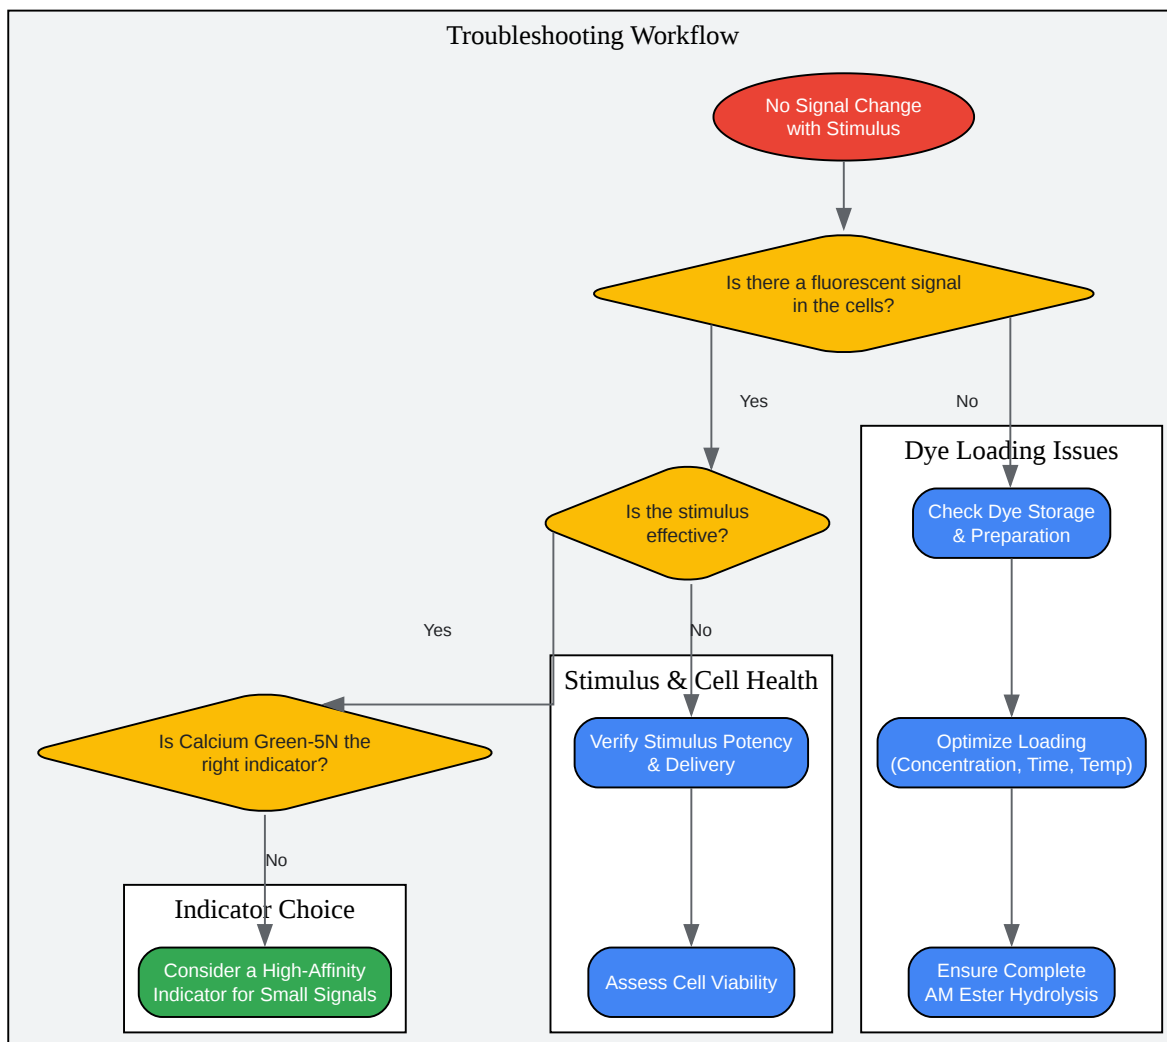 Troubleshooting Workflow
No Signal Change
with Stimulus
Is there a fluorescent signal
in the cells?
Yes
No
Dye Loading Issues
Is the stimulus
effective?
Check Dye Storage
& Preparation
Yes
No
Stimulus & Cell Health
Is Calcium Green-5N the
right indicator?
Verify Stimulus Potency
& Delivery
Optimize Loading
(Concentration, Time, Temp)
No
Indicator Choice
Consider a High-Affinity
Indicator for Small Signals
Assess Cell Viability
Ensure Complete
AM Ester Hydrolysis